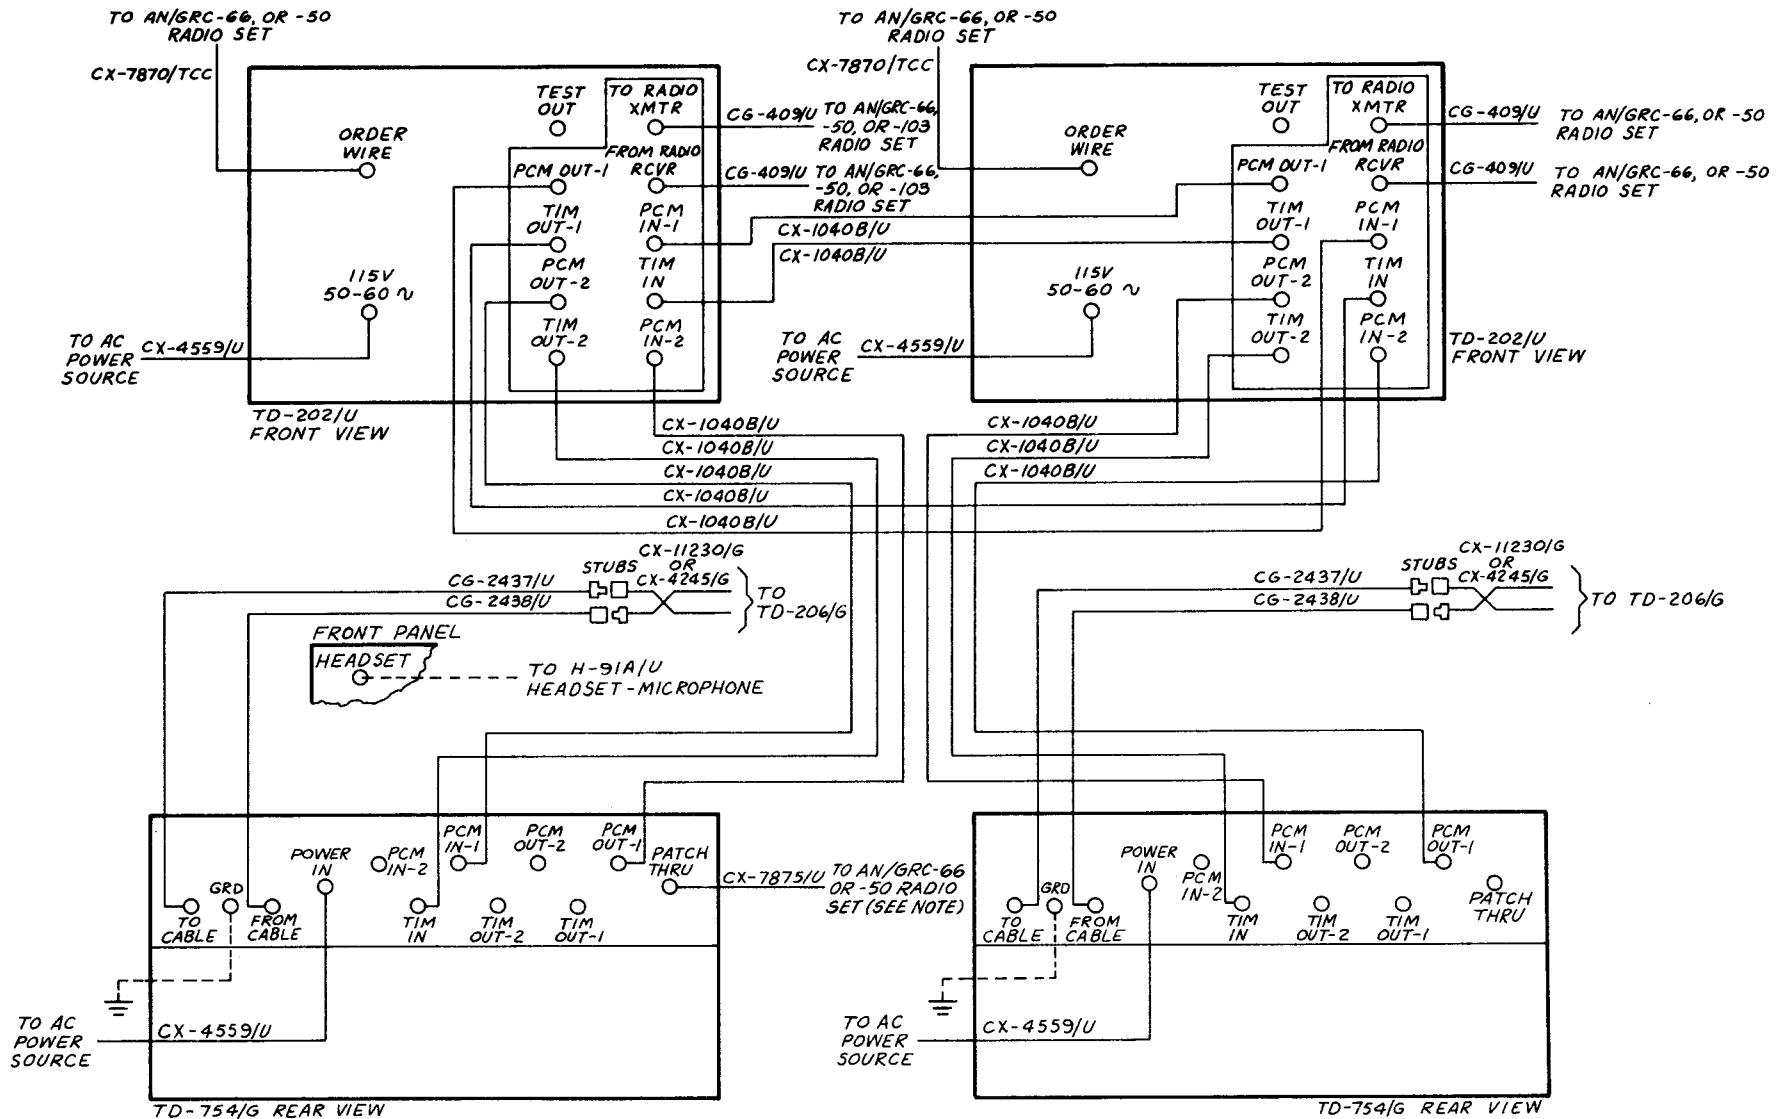 TO AN/GRC-66, OR -50
RADIO SET
CX-7870/TCC
TEST
OUT
TO RADIO
XMTR
ORDER
WIRE
CG-409/U
TO AN/GRC-66,
-50, OR -103
RADIO SET
PCM OUT-1
FROM RADIO
RCVR
CG-409/U
TO AN/GRC-66,
-50, OR -103
RADIO SET
TIM
OUT-1
PCM
IN-1
PCM
OUT-2
TIM
IN
TIM
OUT-2
PCM
IN-2
115V
50-60 ~
TO AC
POWER
SOURCE
CX-4559/U
TD-202/U
FRONT VIEW
TO AN/GRC-66, OR -50
RADIO SET
CX-7870/TCC
TEST
OUT
TO RADIO
XMTR
ORDER
WIRE
CG-409/U
TO AN/GRC-66, OR -50
RADIO SET
PCM OUT-1
FROM RADIO
RCVR
CG-409/U
TO AN/GRC-66, OR -50
RADIO SET
CX-1040B/U
CX-1040B/U
TIM
OUT-1
PCM
IN-1
PCM
OUT-2
TIM
IN
TIM
OUT-2
PCM
IN-2
115V
50-60 ~
TO AC
POWER
SOURCE
CX-4559/U
TD-202/U
FRONT VIEW
CX-1040B/U
CX-1040B/U
CX-1040B/U
CX-1040B/U
CX-1040B/U
CX-1040B/U
CX-1040B/U
CX-1040B/U
CG-2437/U
CG-2438/U
STUBS
CX-11230/G
OR
CX-4245/G
TO
TD-206/G
CG-2437/U
CG-2438/U
STUBS
CX-11230/G
OR
CX-4245/G
TO TD-206/G
FRONT PANEL
HEADSET
TO H-91A/U
HEADSET-MICROPHONE
POWER
IN
PCM
IN-2
PCM
IN-1
PCM
OUT-2
PCM
OUT-1
PATCH
THRU
CX-7875/U
TO AN/GRC-66
OR -50 RADIO
SET (SEE NOTE)
TO
CABLE
GRD
FROM
CABLE
TIM
IN
TIM
OUT-2
TIM
OUT-1
TO AC
POWER
SOURCE
CX-4559/U
TD-754/G REAR VIEW
POWER
IN
PCM
IN-2
PCM
IN-1
PCM
OUT-2
PCM
OUT-1
PATCH
THRU
TO
CABLE
GRD
FROM
CABLE
TIM
IN
TIM
OUT-2
TIM
OUT-1
TO AC
POWER
SOURCE
CX-4559/U
TD-754/G REAR VIEW